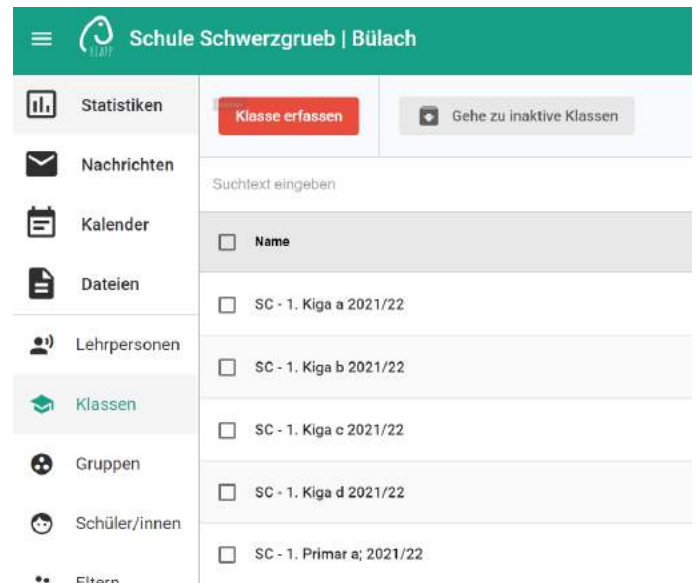 KLAPP
Schule Schwerzgrueb | Bülach
Statistiken
Nachrichten
Kalender
Dateien
Lehrpersonen
Klassen
Gruppen
Schüler/innen
Eltern
Klasse erfassen
Gehe zu inaktive Klassen
Suchtext eingeben
Name
SC - 1. Kiga a 2021/22
SC - 1. Kiga b 2021/22
SC - 1. Kiga c 2021/22
SC - 1. Kiga d 2021/22
SC - 1. Primar a; 2021/22